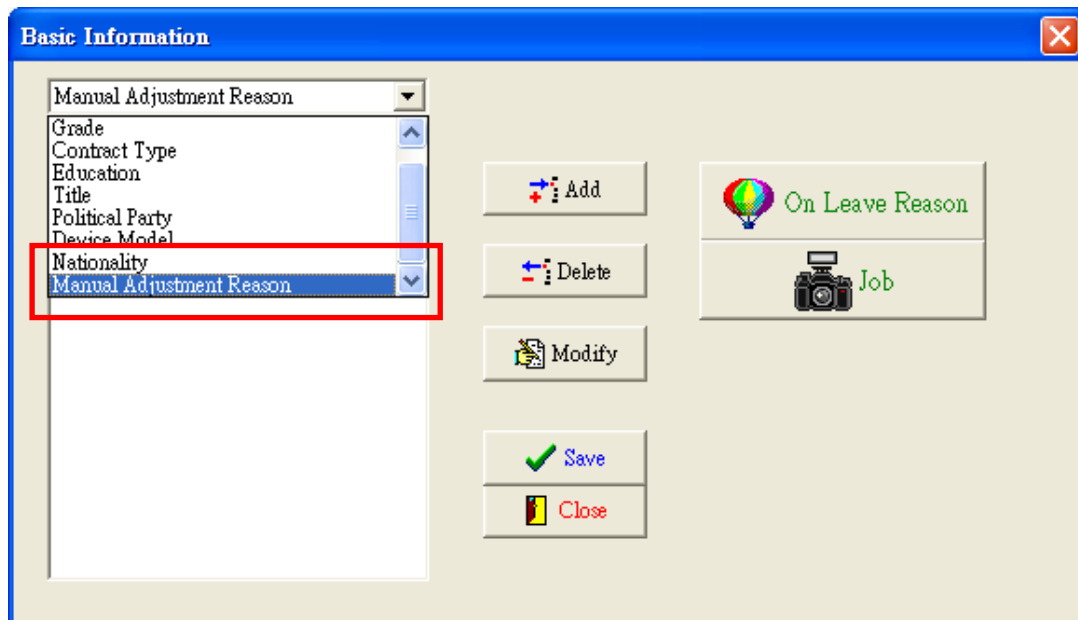 Basic Information
Manual Adjustment Reason
Grade
Contract Type
Education
Title
Political Party
Device Model
Nationality
Manual Adjustment Reason
Add
Delete
Modify
Save
Close
On Leave Reason
Job